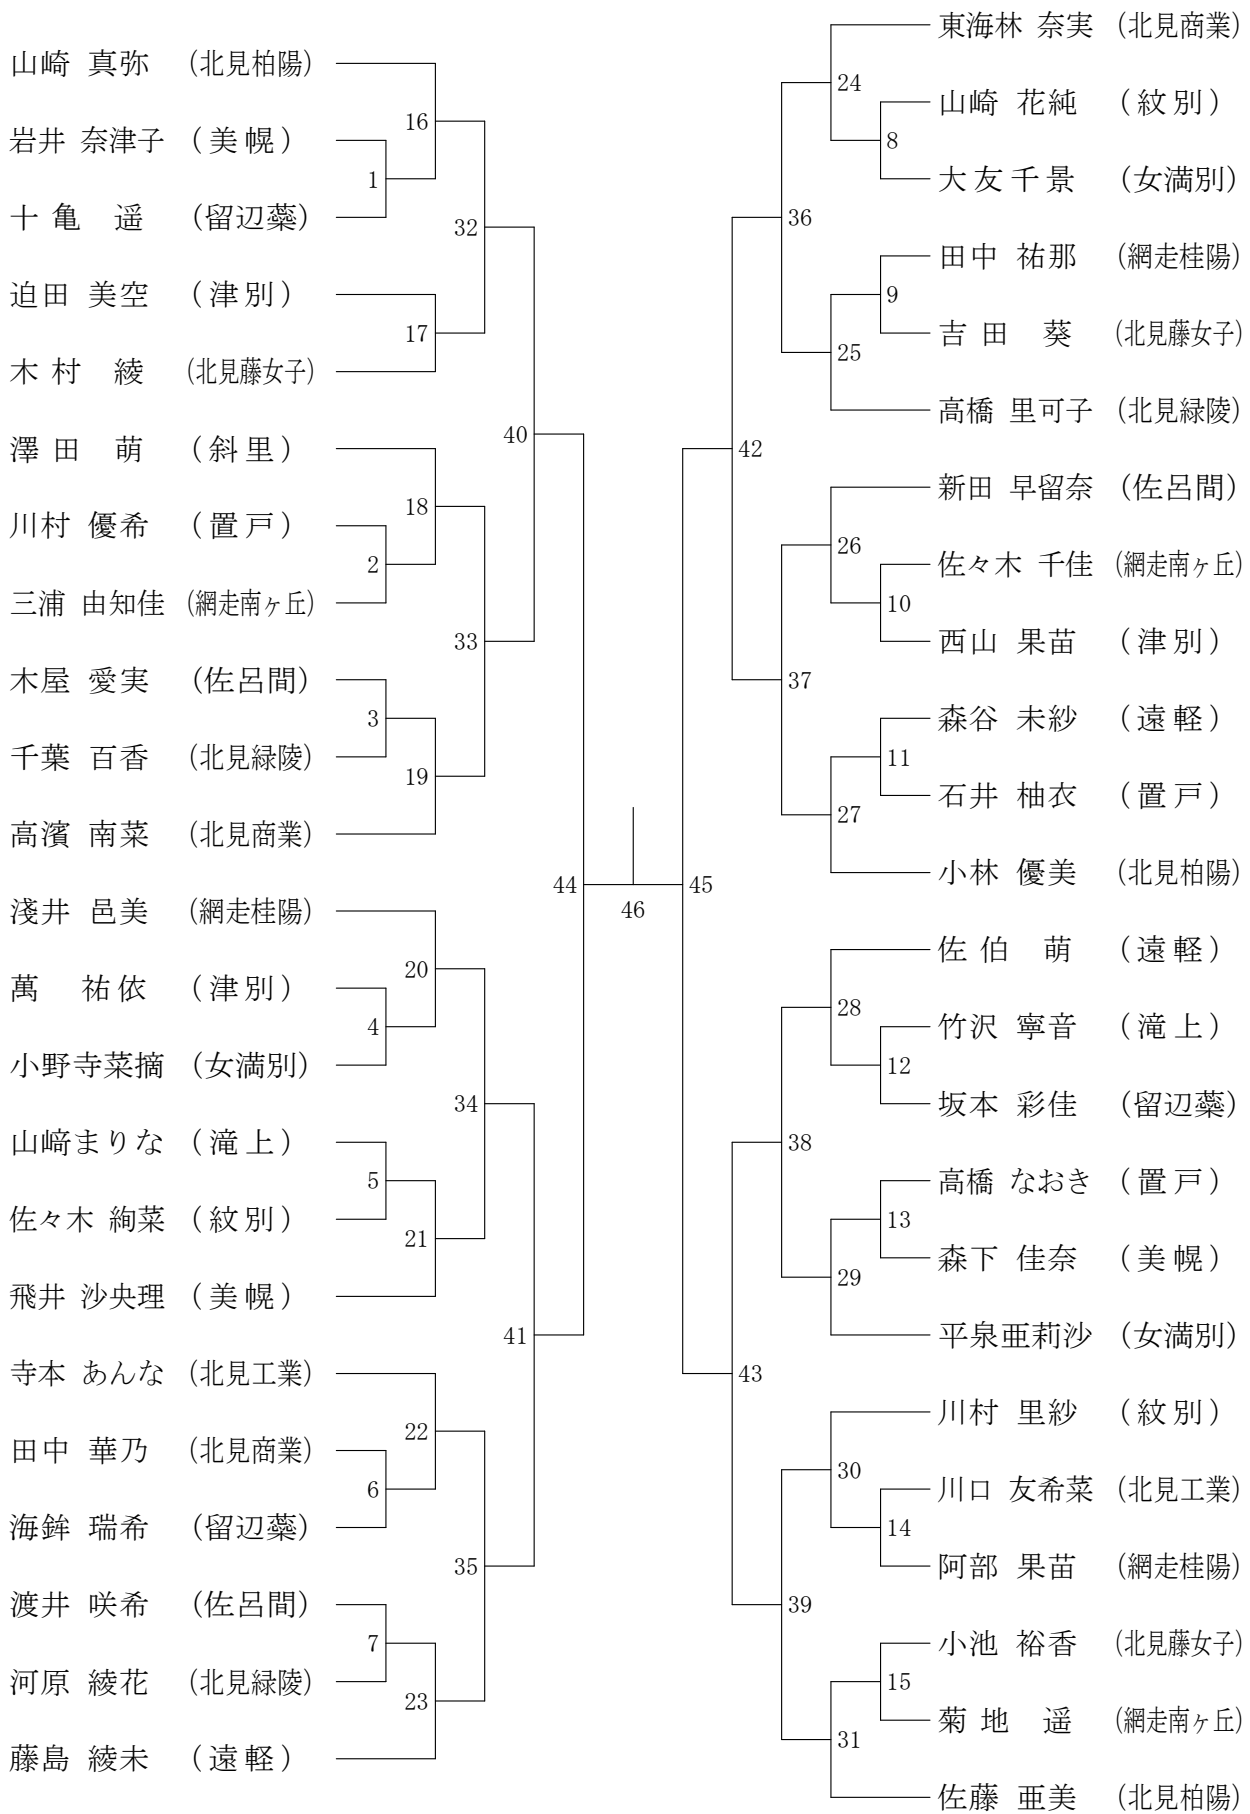 山崎 真弥 (北見柏陽)
岩井 奈津子 (美幌)
十亀 遥 (留辺蘂)
迫田 美空 (津別)
木村 綾 (北見藤女子)
澤田 萌 (斜里)
川村 優希 (置戸)
三浦 由知佳 (網走南ヶ丘)
木屋 愛実 (佐呂間)
千葉 百香 (北見緑陵)
高濱 南菜 (北見商業)
淺井 邑美 (網走桂陽)
萬 祐依 (津別)
小野寺菜摘 (女満別)
山﨑まりな (滝上)
佐々木 絢菜 (紋別)
飛井 沙央理 (美幌)
寺本 あんな (北見工業)
田中 華乃 (北見商業)
海鉾 瑞希 (留辺蘂)
渡井 咲希 (佐呂間)
河原 綾花 (北見緑陵)
藤島 綾未 (遠軽)
1
2
3
4
5
6
7
16
17
18
19
20
21
22
23
32
33
34
35
40
41
44
46
45
42
43
36
37
38
39
24
25
26
27
28
29
30
31
8
9
10
11
12
13
14
15
東海林 奈実 (北見商業)
山崎 花純 (紋別)
大友千景 (女満別)
田中 祐那 (網走桂陽)
吉田 葵 (北見藤女子)
高橋 里可子 (北見緑陵)
新田 早留奈 (佐呂間)
佐々木 千佳 (網走南ヶ丘)
西山 果苗 (津別)
森谷 未紗 (遠軽)
石井 柚衣 (置戸)
小林 優美 (北見柏陽)
佐伯 萌 (遠軽)
竹沢 寧音 (滝上)
坂本 彩佳 (留辺蘂)
高橋 なおき (置戸)
森下 佳奈 (美幌)
平泉亜莉沙 (女満別)
川村 里紗 (紋別)
川口 友希菜 (北見工業)
阿部 果苗 (網走桂陽)
小池 裕香 (北見藤女子)
菊地 遥 (網走南ヶ丘)
佐藤 亜美 (北見柏陽)